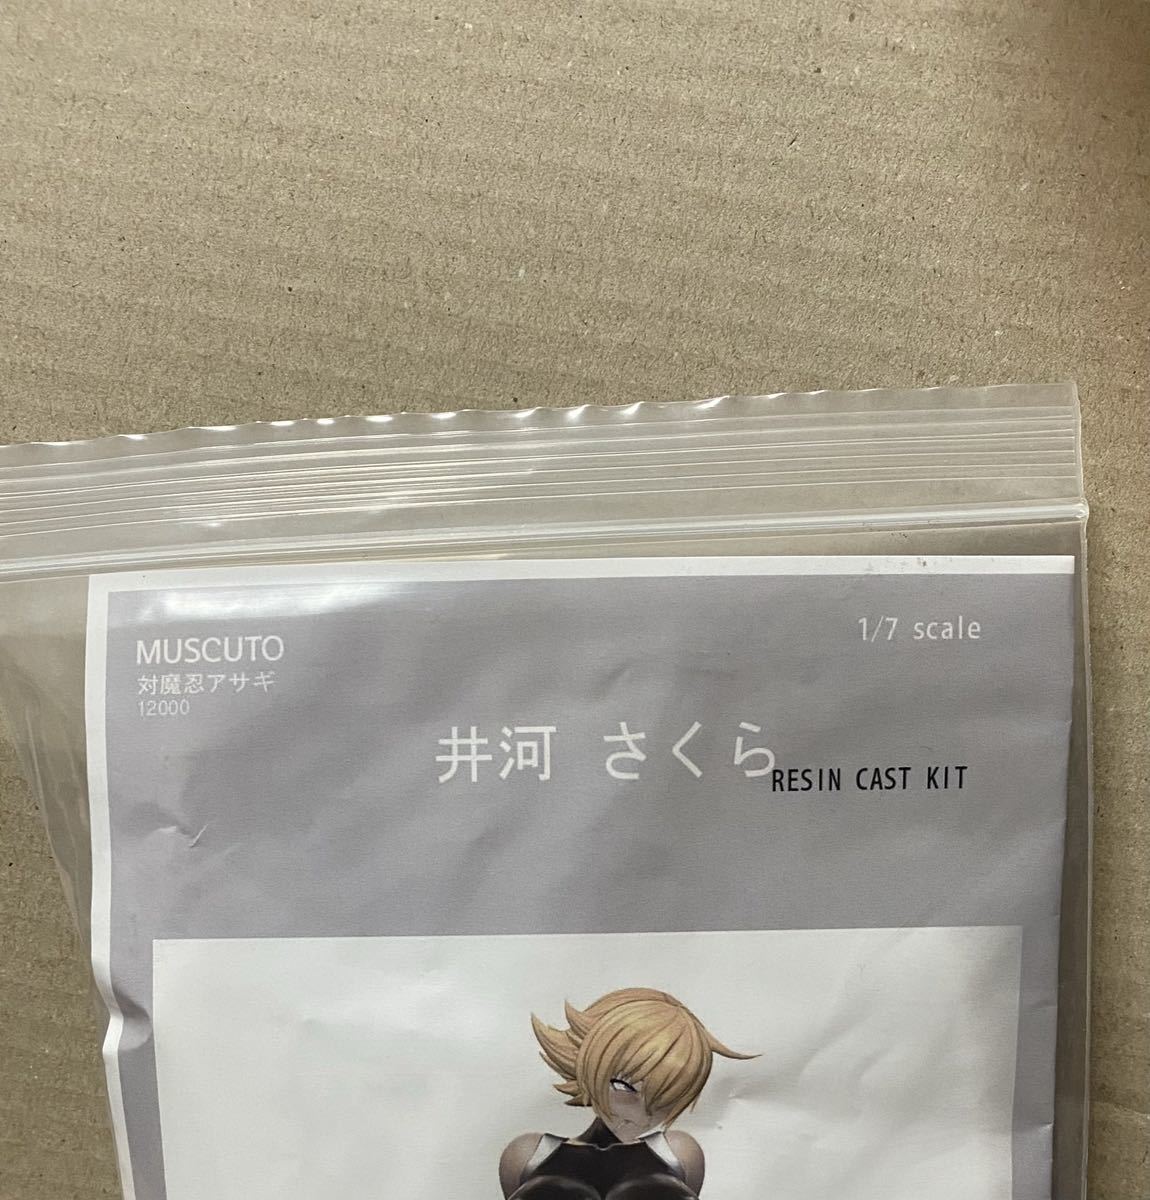 MUSCUTO
対魔忍アサギ
12000
1/7 scale
井河 さくら
RESIN CAST KIT